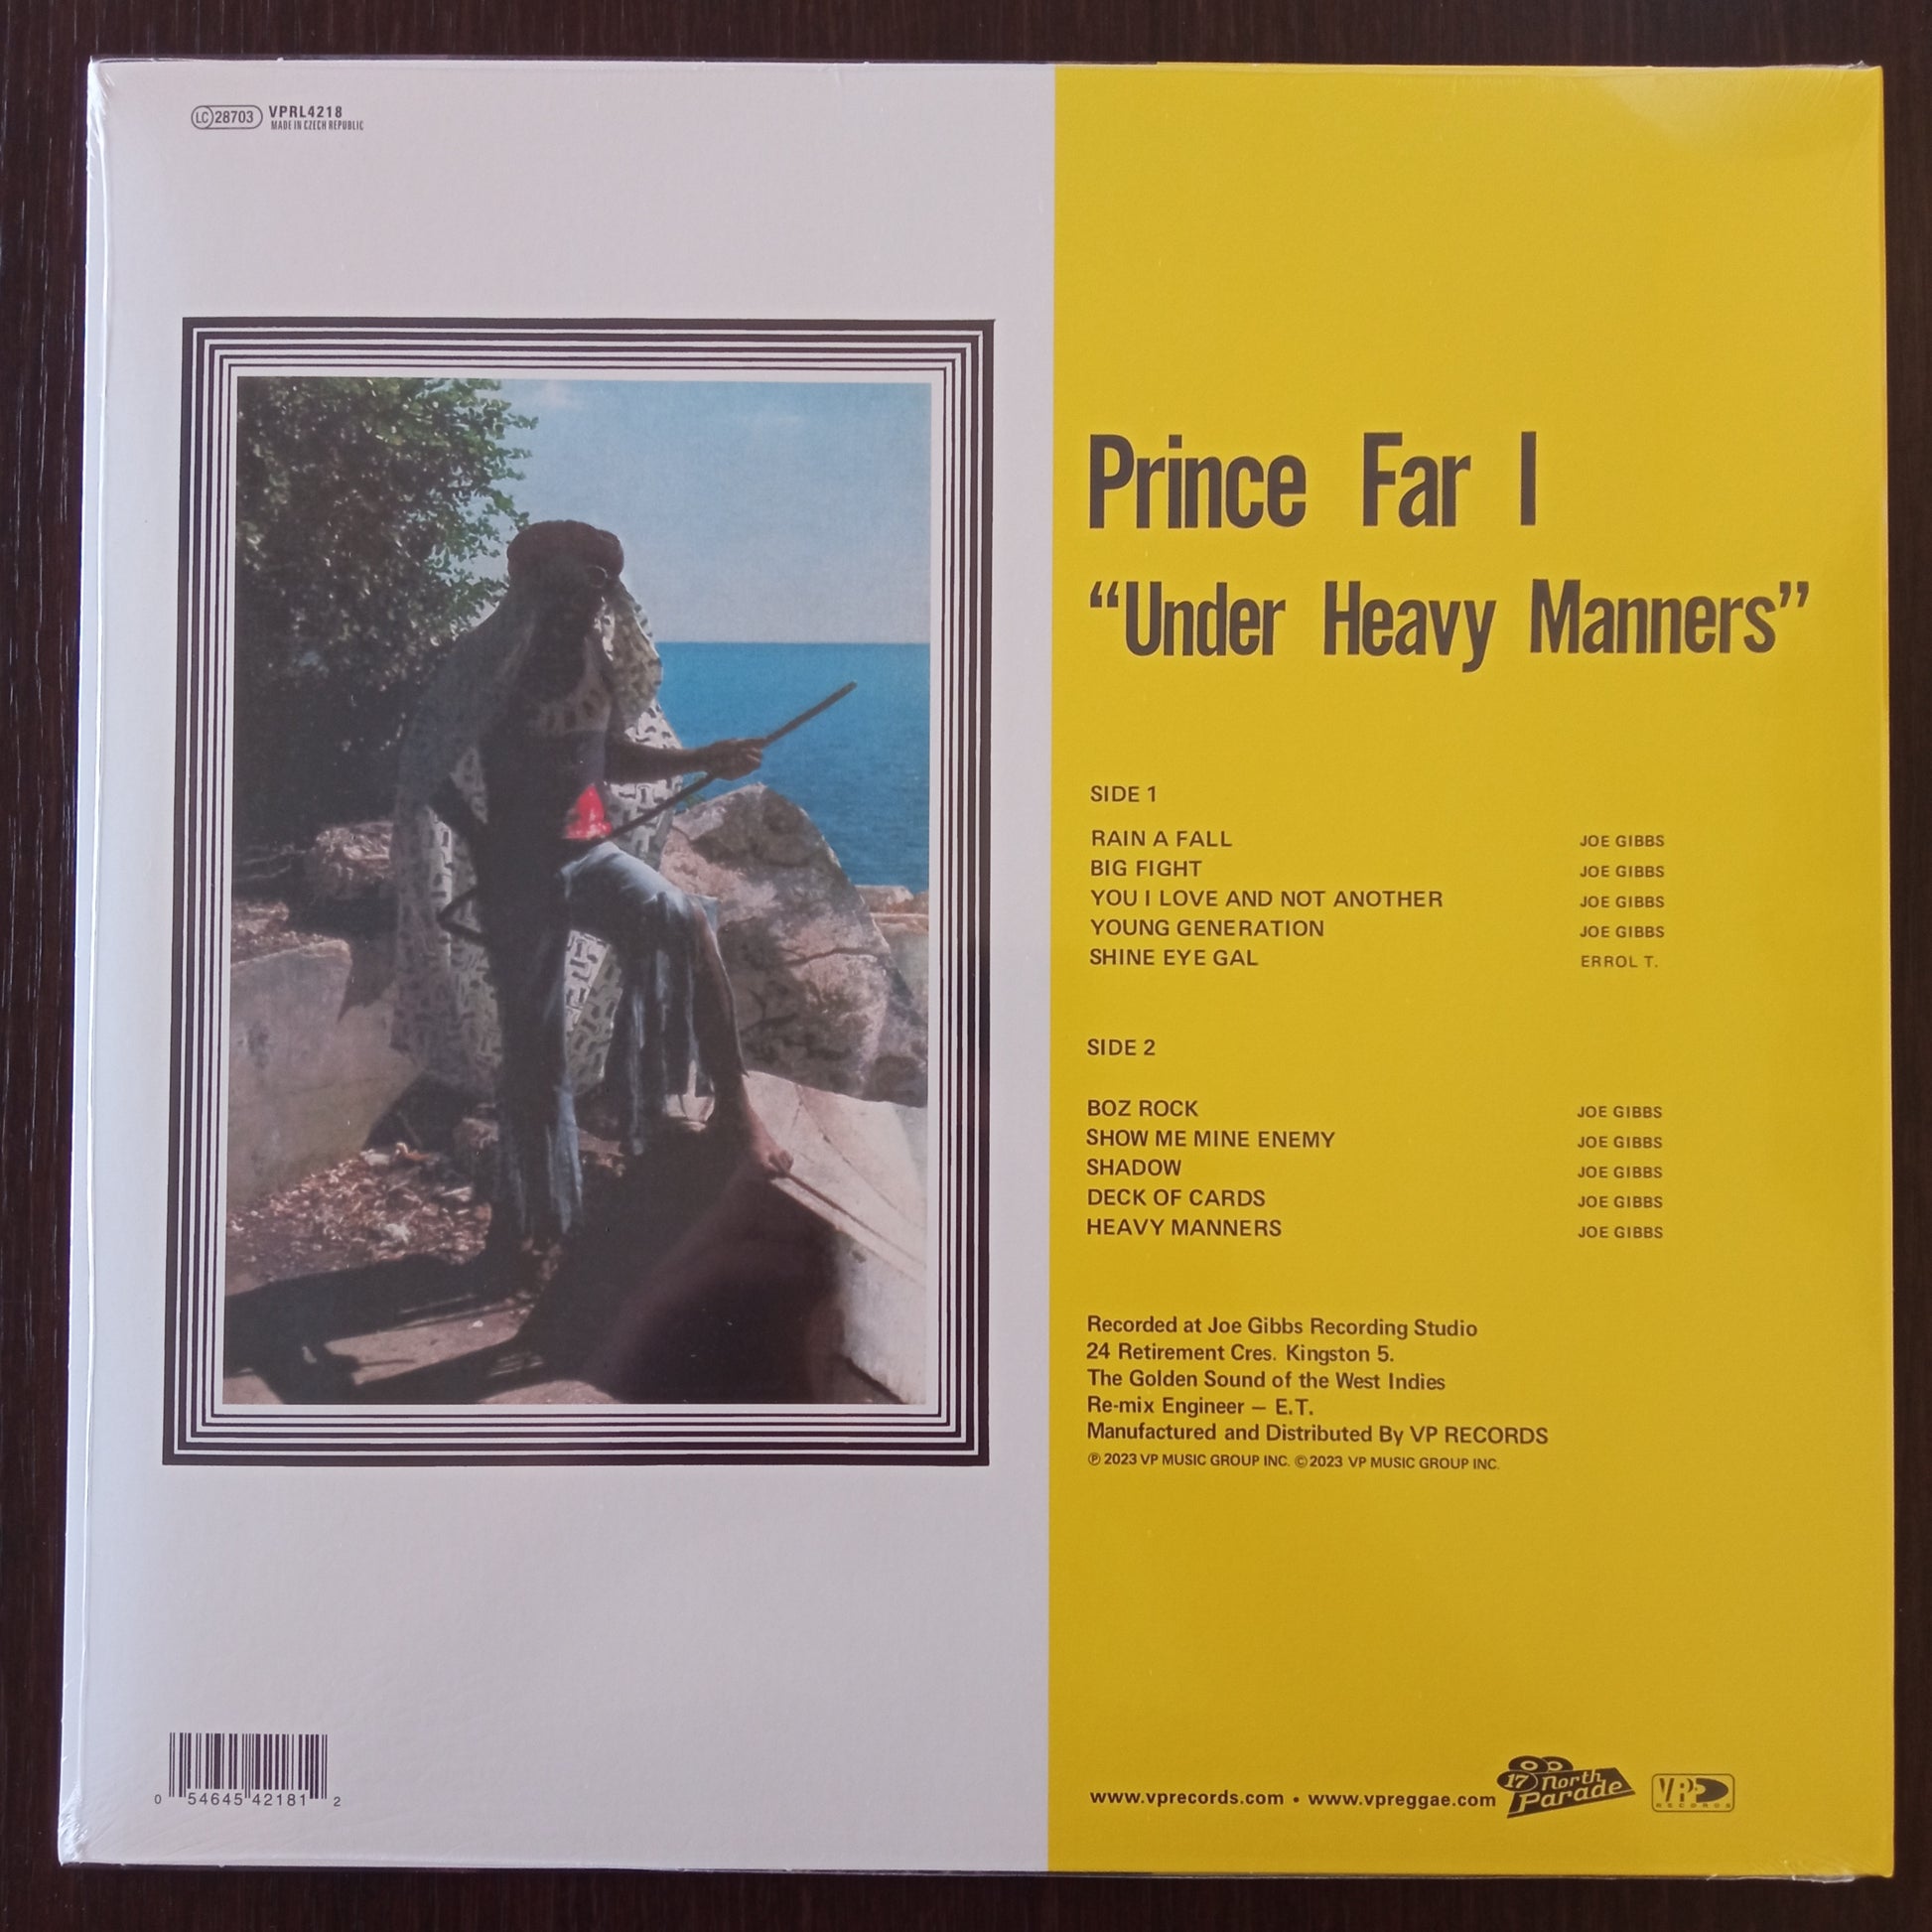 LC 28703 VPRL4218
MADE IN CZECH REPUBLIC
Prince Far I
“Under Heavy Manners”
SIDE 1
RAIN A FALL JOE GIBBS
BIG FIGHT JOE GIBBS
YOU I LOVE AND NOT ANOTHER JOE GIBBS
YOUNG GENERATION JOE GIBBS
SHINE EYE GAL ERROL T.
SIDE 2
BOZ ROCK JOE GIBBS
SHOW ME MINE ENEMY JOE GIBBS
SHADOW JOE GIBBS
DECK OF CARDS JOE GIBBS
HEAVY MANNERS JOE GIBBS
Recorded at Joe Gibbs Recording Studio
24 Retirement Cres. Kingston 5.
The Golden Sound of the West Indies
Re-mix Engineer – E.T.
Manufactured and Distributed By VP RECORDS
℗ 2023 VP MUSIC GROUP INC. © 2023 VP MUSIC GROUP INC.
0 54645 42181 2
www.vprecords.com • www.vpreggae.com
17 North
Parade
VP
RECORDS